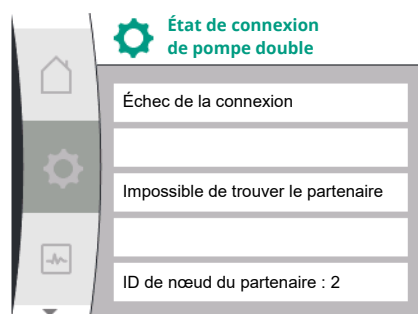 État de connexion
de pompe double
Échec de la connexion
Impossible de trouver le partenaire
ID de nœud du partenaire : 2